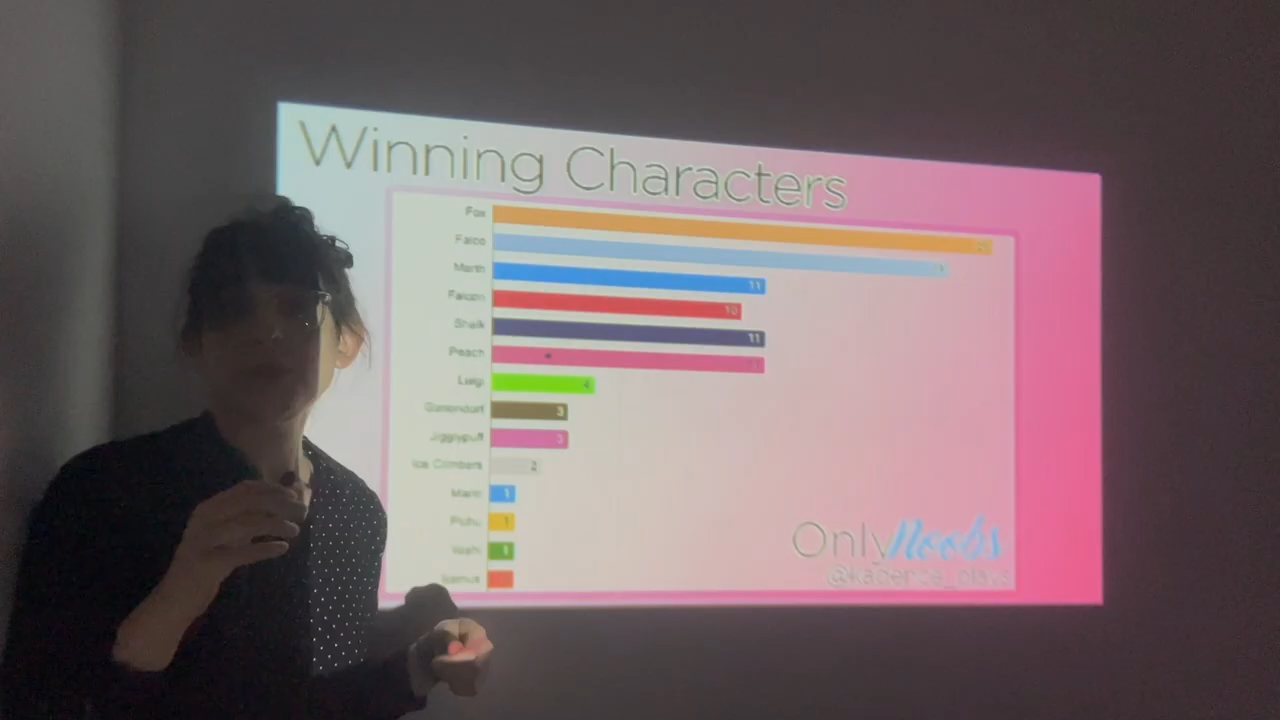 Winning Characters
Fox
Falco
Marth
11
Falcon
10
Sheik
11
Peach
Luigi
4
Ganondorf
3
Jigglypuff
3
Ice Climbers
2
Mario
1
Pichu
1
Yoshi
1
Samus
OnlyNoobs
@kadence_plays